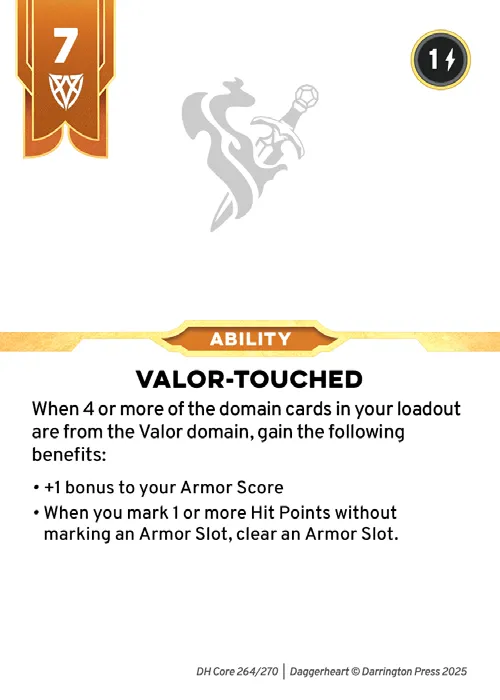 7
1
ABILITY
VALOR-TOUCHED
When 4 or more of the domain cards in your loadout
are from the Valor domain, gain the following
benefits:
• +1 bonus to your Armor Score
• When you mark 1 or more Hit Points without
marking an Armor Slot, clear an Armor Slot.
DH Core 264/270 | Daggerheart © Darrington Press 2025